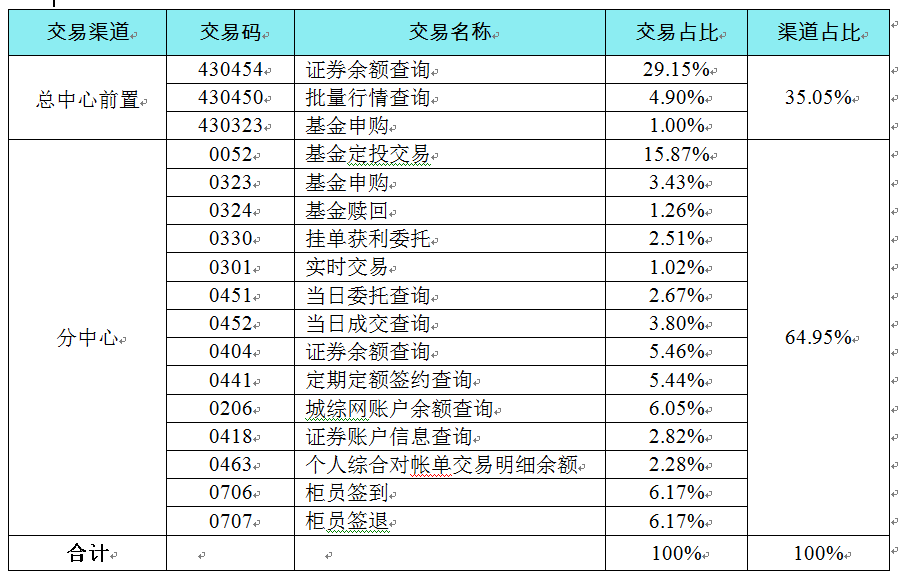 交易渠道 交易码 交易名称 交易占比 渠道占比
总中心前置 430454 证券余额查询 29.15% 35.05%
430450 批量行情查询 4.90%
430323 基金申购 1.00%
分中心 0052 基金定投交易 15.87% 64.95%
0323 基金申购 3.43%
0324 基金赎回 1.26%
0330 挂单获利委托 2.51%
0301 实时交易 1.02%
0451 当日委托查询 2.67%
0452 当日成交查询 3.80%
0404 证券余额查询 5.46%
0441 定期定额签约查询 5.44%
0206 城综网账户余额查询 6.05%
0418 证券账户信息查询 2.82%
0463 个人综合对帐单交易明细余额 2.28%
0706 柜员签到 6.17%
0707 柜员签退 6.17%
合计 100% 100%